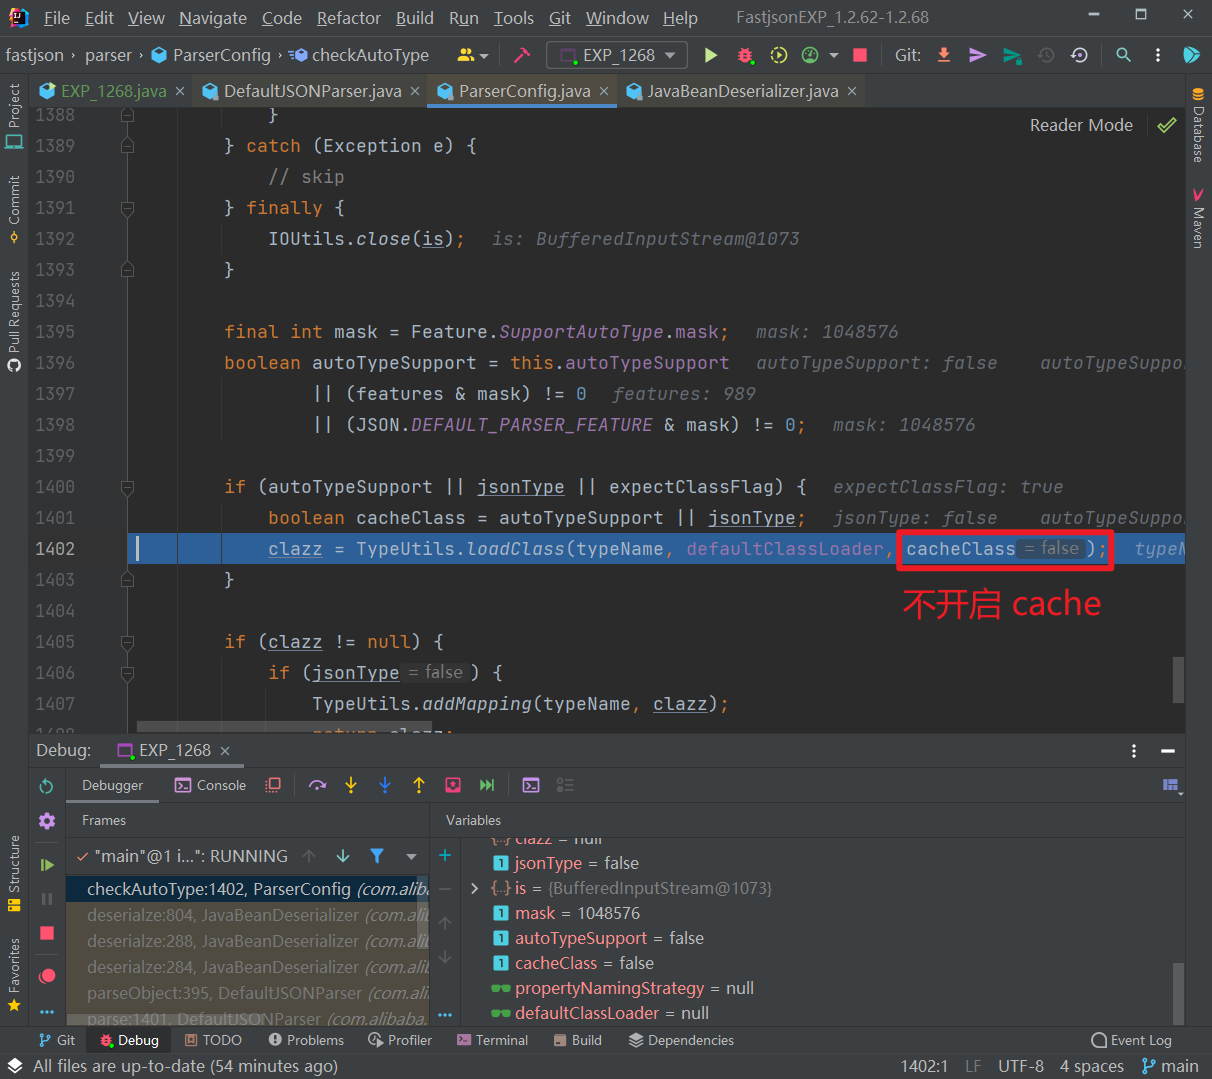 File Edit View Navigate Code Refactor Build Run Tools Git Window Help FastjsonEXP_1.2.62-1.2.68
fastjson › parser › ParserConfig › checkAutoType EXP_1268 Git:
EXP_1268.java × DefaultJSONParser.java × ParserConfig.java × JavaBeanDeserializer.java ×
Reader Mode
1388 }
1389 } catch (Exception e) {
1390 // skip
1391 } finally {
1392 IOUtils.close(is); is: BufferedInputStream@1073
1393 }
1394
1395 final int mask = Feature.SupportAutoType.mask; mask: 1048576
1396 boolean autoTypeSupport = this.autoTypeSupport autoTypeSupport: false autoTypeSuppor
1397 || (features & mask) != 0 features: 989
1398 || (JSON.DEFAULT_PARSER_FEATURE & mask) != 0; mask: 1048576
1399
1400 if (autoTypeSupport || jsonType || expectClassFlag) { expectClassFlag: true
1401 boolean cacheClass = autoTypeSupport || jsonType; jsonType: false autoTypeSuppor
1402 clazz = TypeUtils.loadClass(typeName, defaultClassLoader, cacheClass = false ); typeN
1403 }
不开启 cache
1404
1405 if (clazz != null) {
1406 if (jsonType = false ) {
1407 TypeUtils.addMapping(typeName, clazz);
1408 return clazz;
Project
Commit
Pull Requests
Structure
Favorites
Database
Maven
Debug: EXP_1268 ×
Debugger Console
Frames Variables
"main"@1 i...": RUNNING
checkAutoType:1402, ParserConfig (com.aliba
deserialze:804, JavaBeanDeserializer (com.alib
deserialze:288, JavaBeanDeserializer (com.alib
deserialze:284, JavaBeanDeserializer (com.alib
parseObject:395, DefaultJSONParser (com.alib
parse:1401, DefaultJSONParser (com.alibaba.
{..} clazz = null
jsonType = false
{..} is = {BufferedInputStream@1073}
mask = 1048576
autoTypeSupport = false
cacheClass = false
propertyNamingStrategy = null
defaultClassLoader = null
Git Debug TODO Problems Profiler Terminal Build Dependencies Event Log
All files are up-to-date (54 minutes ago) 1402:1 LF UTF-8 4 spaces main